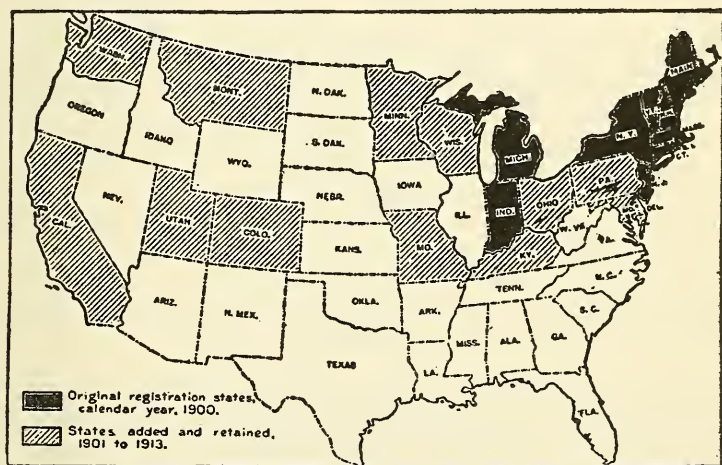 WASH.
MONT.
N. DAK.
MINN.
MAINE
OREGON
IDAHO
S. DAK.
WIS.
N.Y.
WYO.
MICH.
CT.
NEV.
NEBR.
IOWA
PA.
UTAH
COLO.
ILL.
IND.
OHIO
CAL.
KANS.
MO.
W. VA.
VA.
KY.
N. C.
TENN.
ARIZ.
N. MEX.
OKLA.
ARK.
S. C.
MISS.
ALA.
GA.
TEXAS
LA.
FLA.
Original registration states,
calendar year, 1900.
States added and retained,
1901 to 1913.